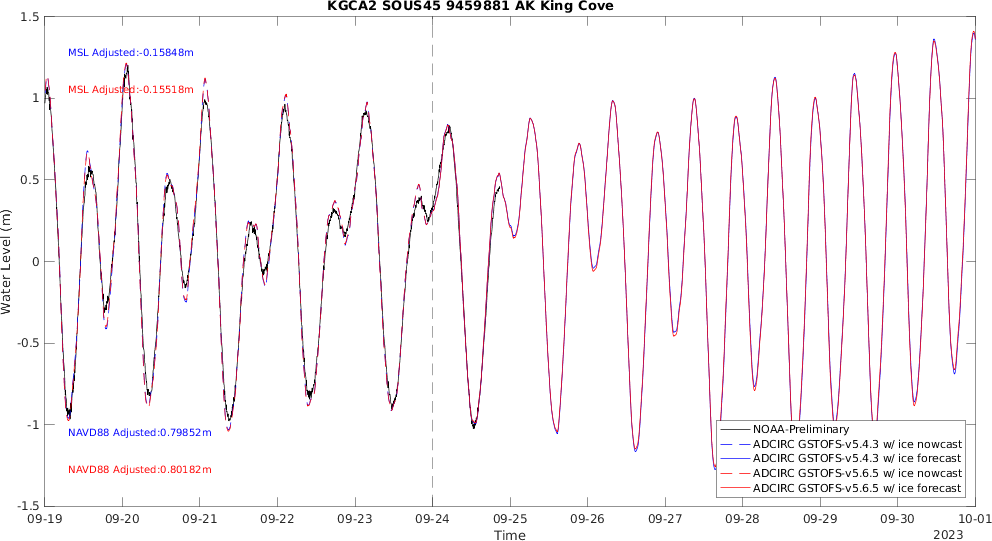 KGCA2 SOUS45 9459881 AK King Cove
1.5
MSL Adjusted:-0.15848m
MSL Adjusted:-0.15518m
1
0.5
Water Level (m)
0
-0.5
-1
NAVD88 Adjusted:0.79852m
NAVD88 Adjusted:0.80182m
NOAA-Preliminary
ADCIRC GSTOFS-v5.4.3 w/ ice nowcast
ADCIRC GSTOFS-v5.4.3 w/ ice forecast
ADCIRC GSTOFS-v5.6.5 w/ ice nowcast
ADCIRC GSTOFS-v5.6.5 w/ ice forecast
-1.5
09-19 09-20 09-21 09-22 09-23 09-24 09-25 09-26 09-27 09-28 09-29 09-30 10-01
Time
2023